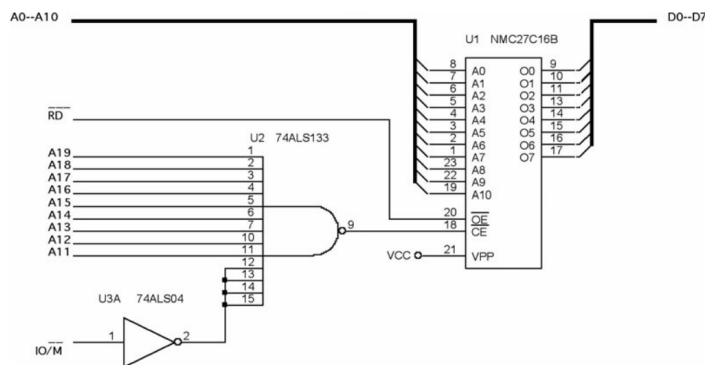 A0--A10
D0--D7
U1 NMC27C16B
8 A0 O0 9
7 A1 O1 10
6 A2 O2 11
5 A3 O3 13
4 A4 O4 14
3 A5 O5 15
2 A6 O6 16
1 A7 O7 17
23 A8
22 A9
19 A10
20 OE
18 CE
21 VPP
VCC
RD
U2 74ALS133
A19 1
A18 2
A17 3
A16 4
A15 5
A14 6
A13 7
A12 10
A11 11
12
13
14
15
9
U3A 74ALS04
1
2
IO/M